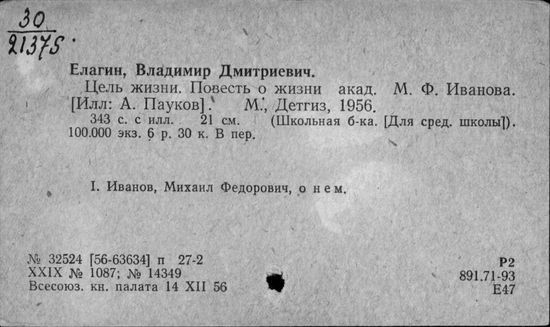 30
21375
Елагин, Владимир Дмитриевич.
Цель жизни. Повесть о жизни акад. М. Ф. Иванова.
[Илл: А. Пауков]. М., Детгиз, 1956.
343 с. с илл. 21 см. (Школьная б-ка. [Для сред. школы]).
100.000 экз. 6 р. 30 к. В пер.
I. Иванов, Михаил Федорович, о нем.
№ 32524 [56-63634] п 27-2
XXIX № 1087; № 14349
Всесоюз. кн. палата 14 XII 56
Р2
891.71-93
Е47